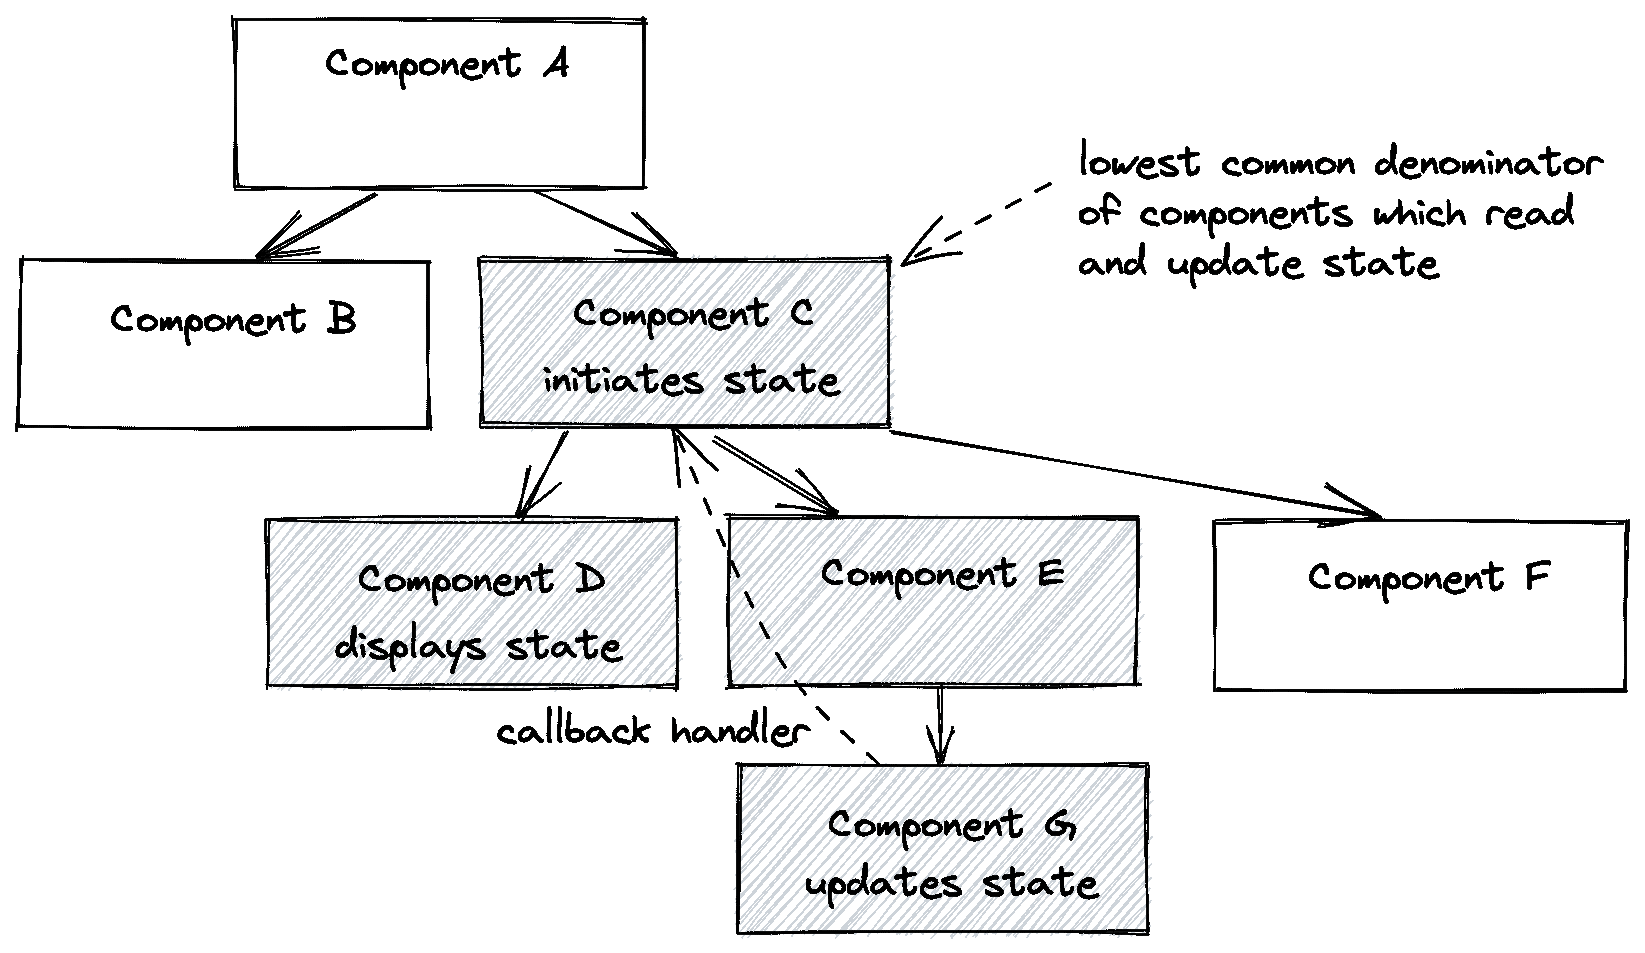 Component A
lowest common denominator
of components which read
and update state
Component B
Component C
initiates state
Component D
displays state
Component E
Component F
callback handler
Component G
updates state